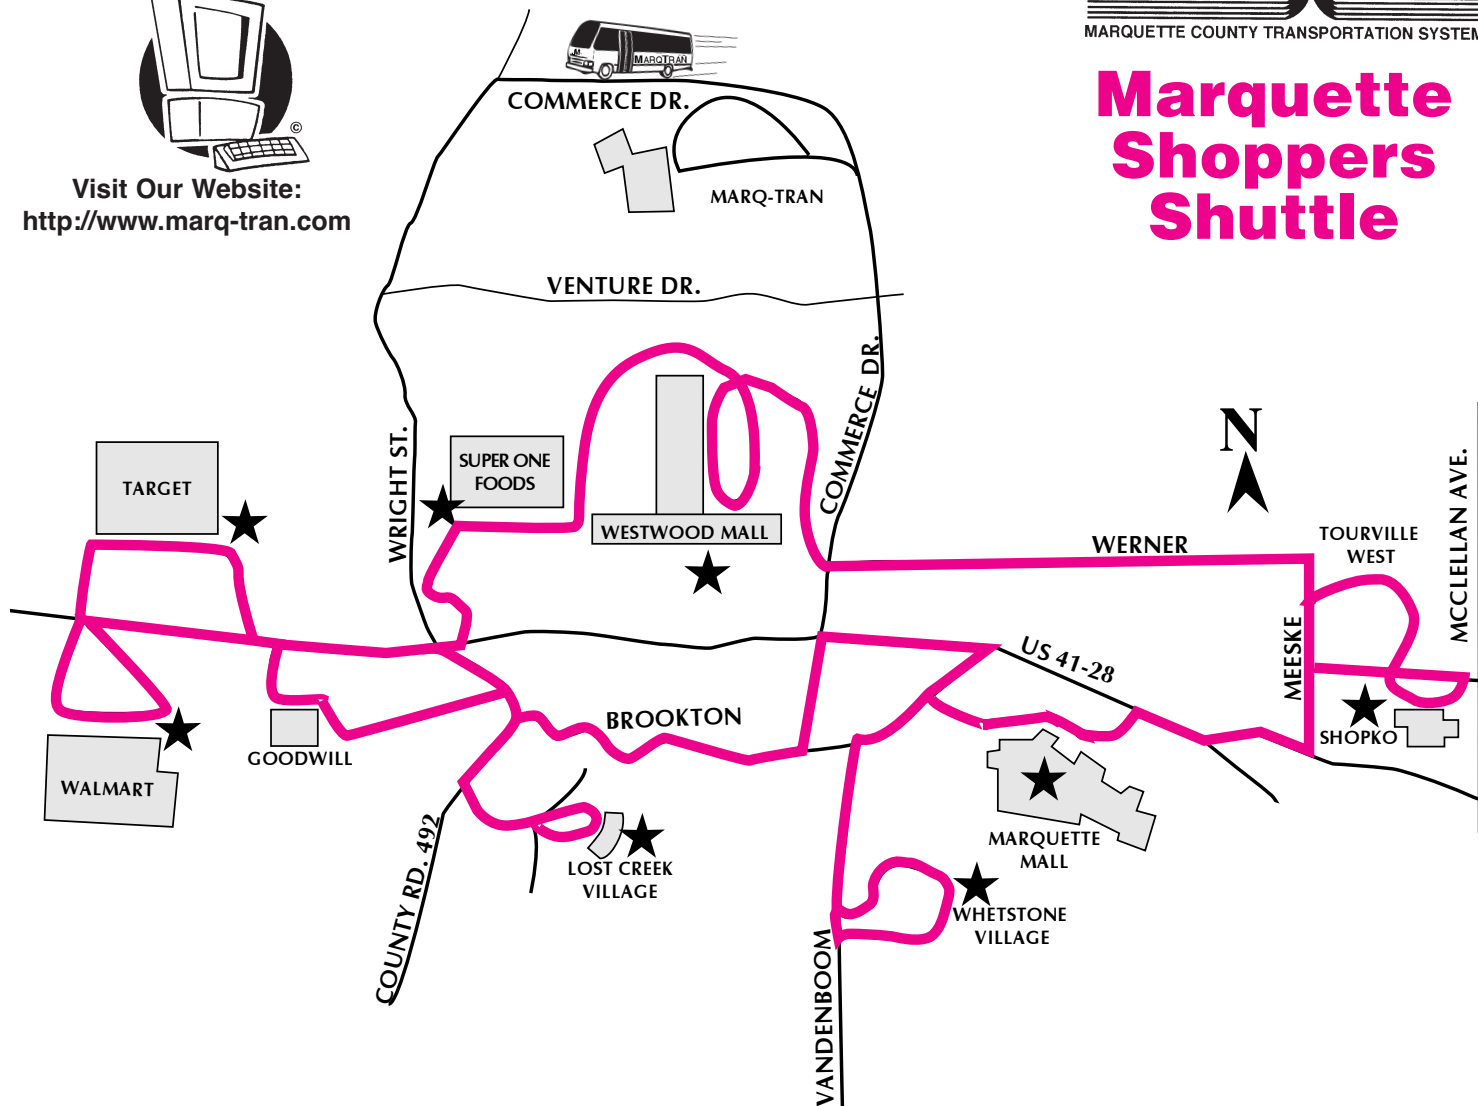 MARQUETTE COUNTY TRANSPORTATION SYSTEM
Marquette
Shoppers
Shuttle
©
Visit Our Website:
http://www.marq-tran.com
M
MARQTRAN
COMMERCE DR.
MARQ-TRAN
VENTURE DR.
COMMERCE DR.
WRIGHT ST.
SUPER ONE
FOODS
TARGET
WESTWOOD MALL
N
WERNER
TOURVILLE
WEST
MCCLELLAN AVE.
MEESKE
US 41-28
BROOKTON
SHOPKO
GOODWILL
WALMART
MARQUETTE
MALL
LOST CREEK
VILLAGE
COUNTY RD. 492
WHETSTONE
VILLAGE
VANDENBOOM